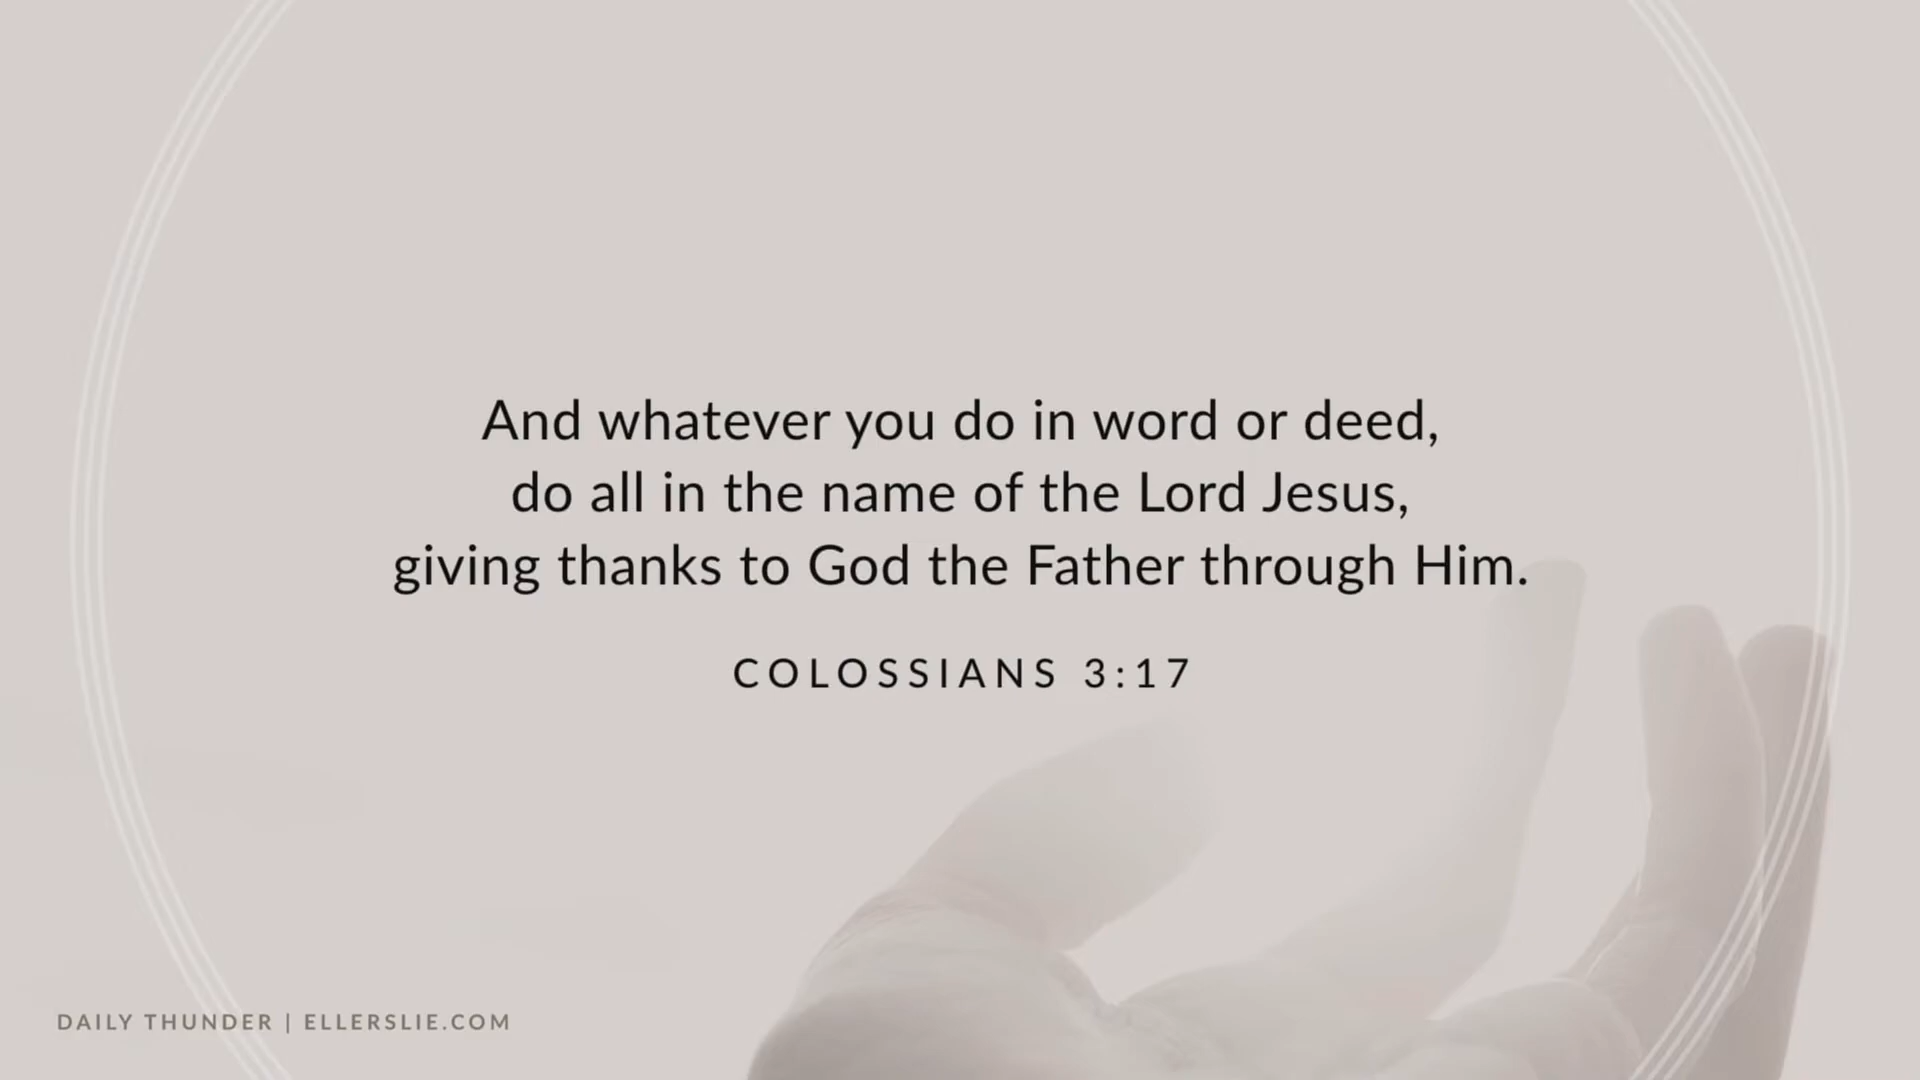 And whatever you do in word or deed,
do all in the name of the Lord Jesus,
giving thanks to God the Father through Him.
COLOSSIANS 3:17
DAILY THUNDER | ELLERSLIE.COM